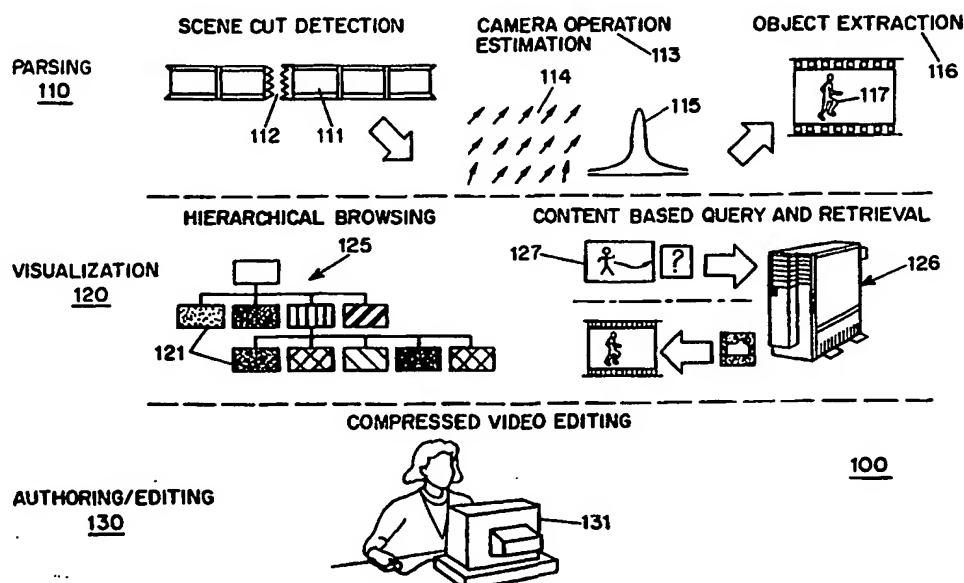 SCENE CUT DETECTION
CAMERA OPERATION
ESTIMATION
113
OBJECT EXTRACTION
116
PARSING
110
112
111
114
115
117
HIERARCHICAL BROWSING
CONTENT BASED QUERY AND RETRIEVAL
VISUALIZATION
120
125
121
127
?
126
COMPRESSED VIDEO EDITING
AUTHORING/EDITING
130
131
100